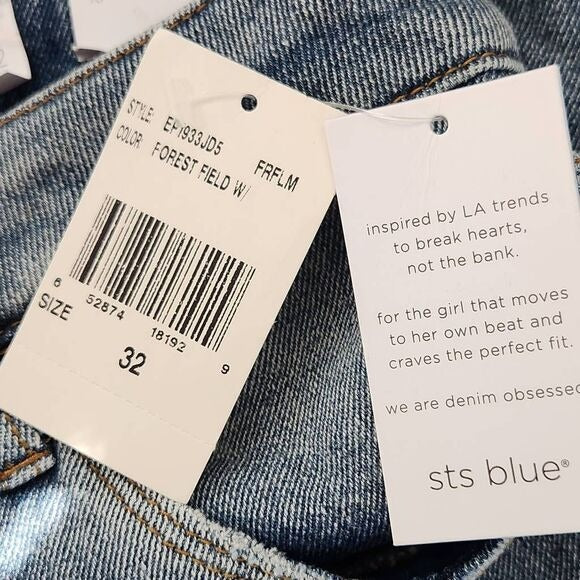 STYLE: EP1933JD5
COLOR: FOREST FIELD W/ FRFLM
6 52874 18192 9
SIZE 32
inspired by LA trends
to break hearts,
not the bank.
for the girl that moves
to her own beat and
craves the perfect fit.
we are denim obsessed
sts blue®